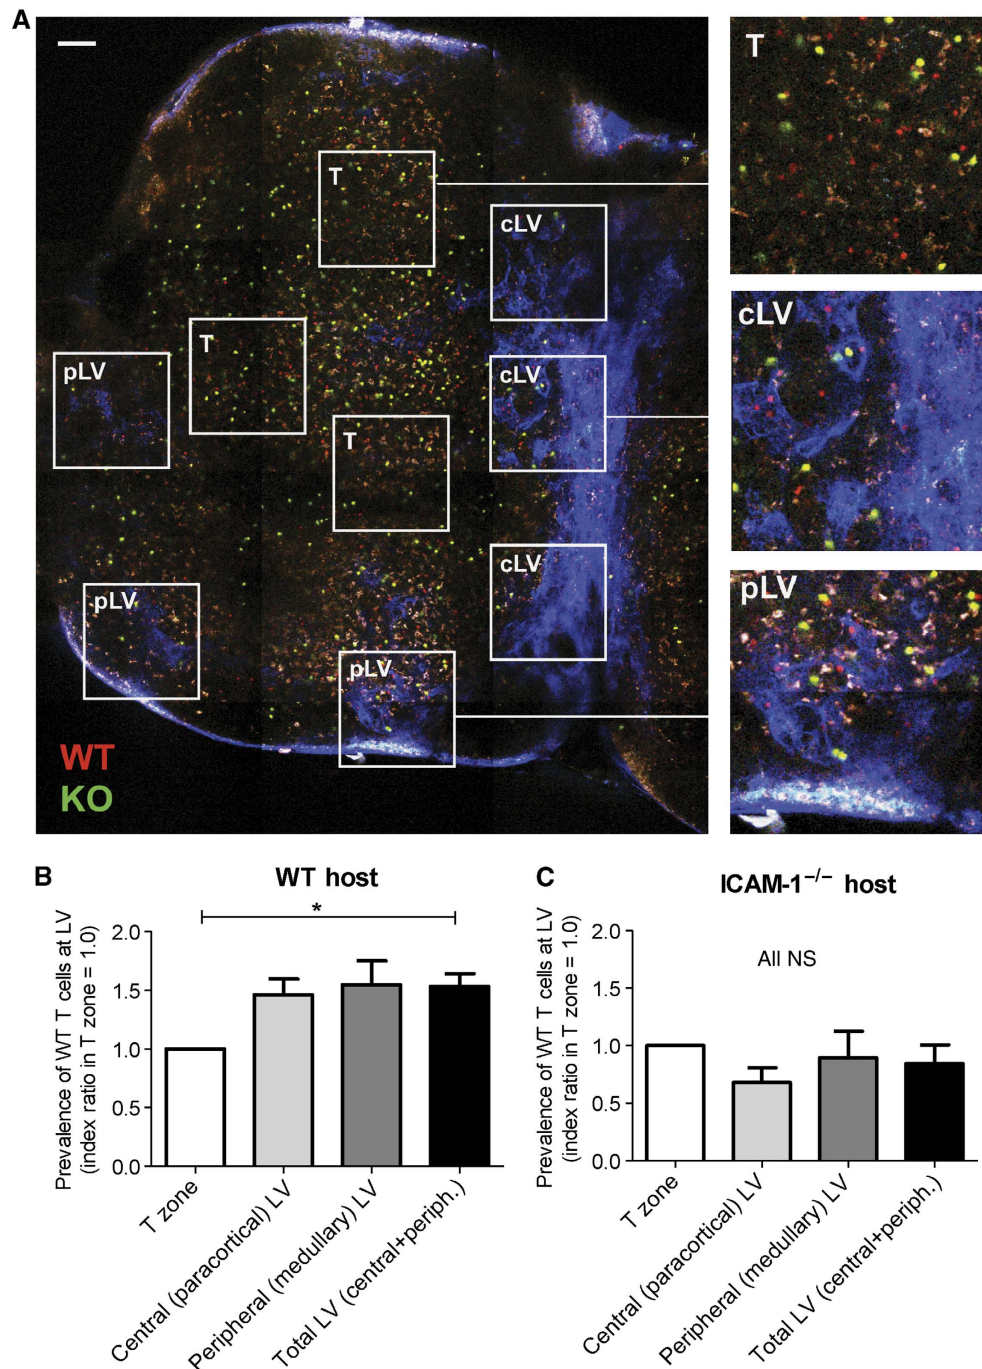 A
T
cLV
T
pLV
cLV
T
cLV
pLV
pLV
WT
KO
T
cLV
pLV
B
WT host
Prevalence of WT T cells at LV
(index ratio in T zone = 1.0)
2.0
1.5
1.0
0.5
0.0
*
T zone
Central (paracortical) LV
Peripheral (medullary) LV
Total LV (central+periph.)
C
ICAM-1−/− host
Prevalence of WT T cells at LV
(index ratio in T zone = 1.0)
2.0
1.5
1.0
0.5
0.0
All NS
T zone
Central (paracortical) LV
Peripheral (medullary) LV
Total LV (central+periph.)